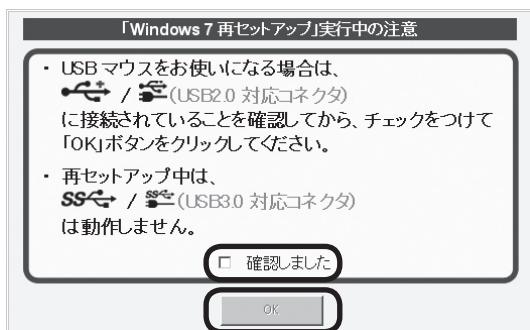 「Windows 7 再セットアップ」実行中の注意
・ USB マウスをお使いになる場合は、
/ (USB2.0 対応コネクタ)
に接続されていることを確認してから、チェックをつけて
「OK」ボタンをクリックしてください。
・ 再セットアップ中は、
SS / SS (USB3.0 対応コネクタ)
は動作しません。
□ 確認しました
OK